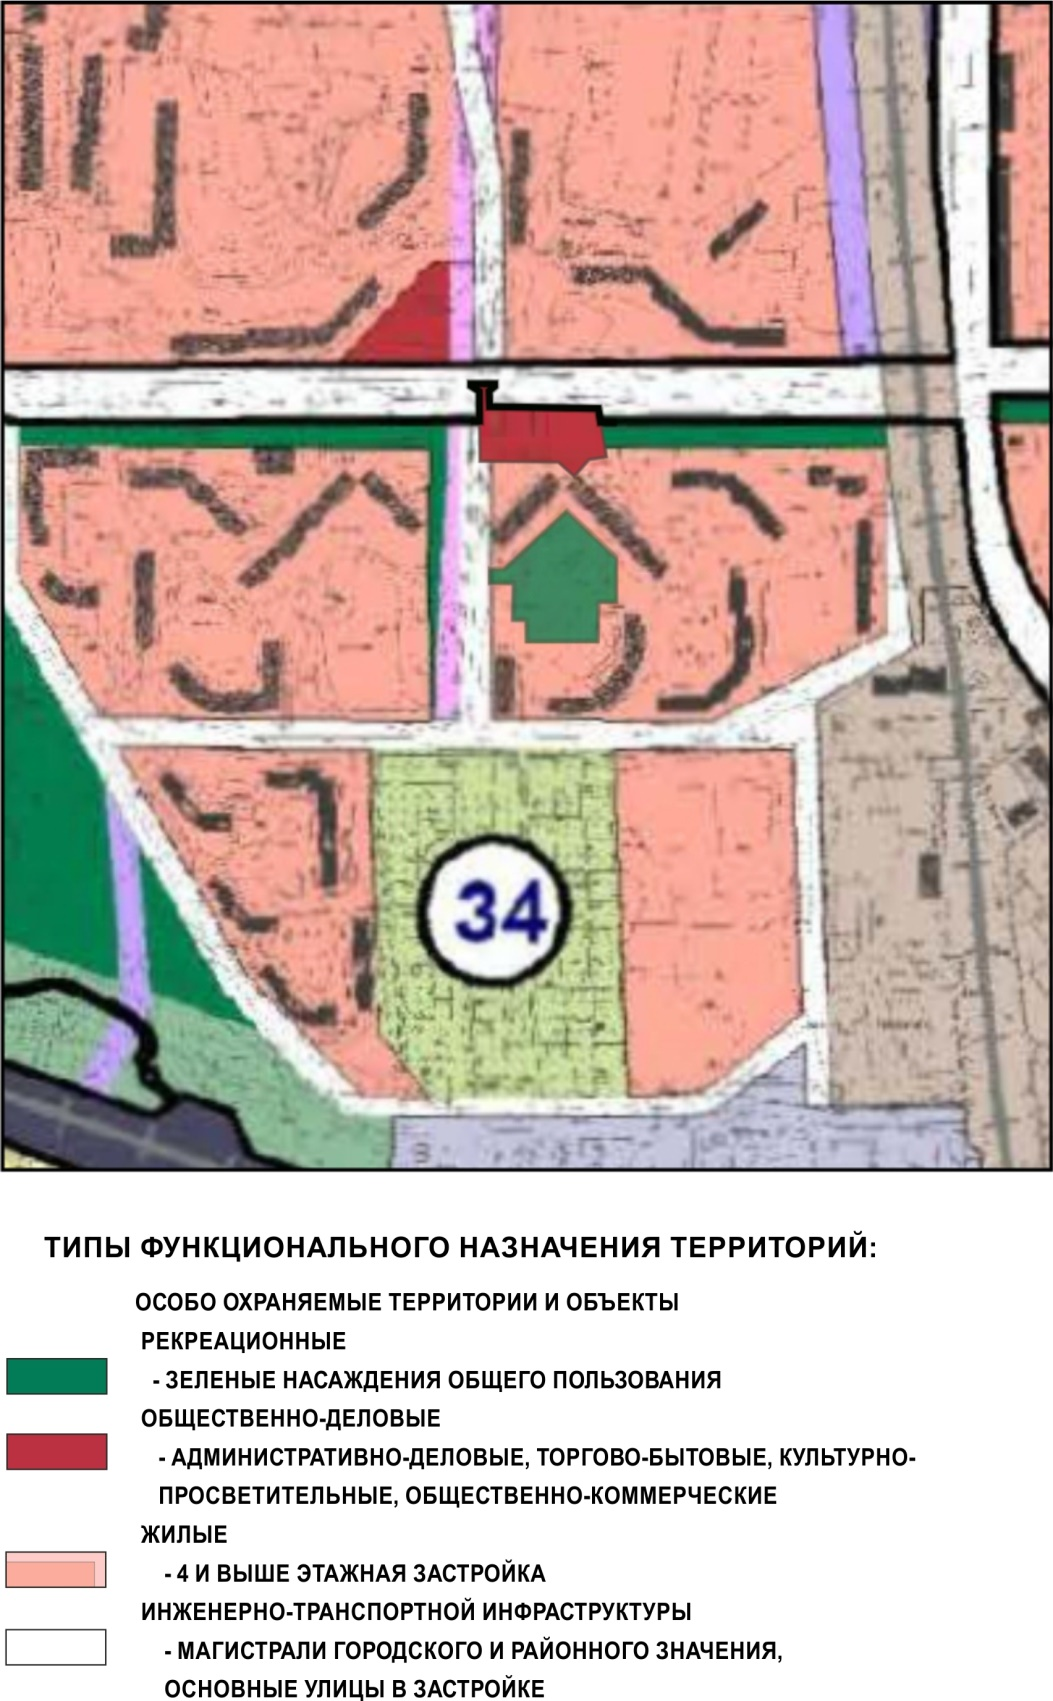 34
ТИПЫ ФУНКЦИОНАЛЬНОГО НАЗНАЧЕНИЯ ТЕРРИТОРИЙ:
ОСОБО ОХРАНЯЕМЫЕ ТЕРРИТОРИИ И ОБЪЕКТЫ
РЕКРЕАЦИОННЫЕ
- ЗЕЛЕНЫЕ НАСАЖДЕНИЯ ОБЩЕГО ПОЛЬЗОВАНИЯ
ОБЩЕСТВЕННО-ДЕЛОВЫЕ
- АДМИНИСТРАТИВНО-ДЕЛОВЫЕ, ТОРГОВО-БЫТОВЫЕ, КУЛЬТУРНО-
ПРОСВЕТИТЕЛЬНЫЕ, ОБЩЕСТВЕННО-КОММЕРЧЕСКИЕ
ЖИЛЫЕ
- 4 И ВЫШЕ ЭТАЖНАЯ ЗАСТРОЙКА
ИНЖЕНЕРНО-ТРАНСПОРТНОЙ ИНФРАСТРУКТУРЫ
- МАГИСТРАЛИ ГОРОДСКОГО И РАЙОННОГО ЗНАЧЕНИЯ,
ОСНОВНЫЕ УЛИЦЫ В ЗАСТРОЙКЕ